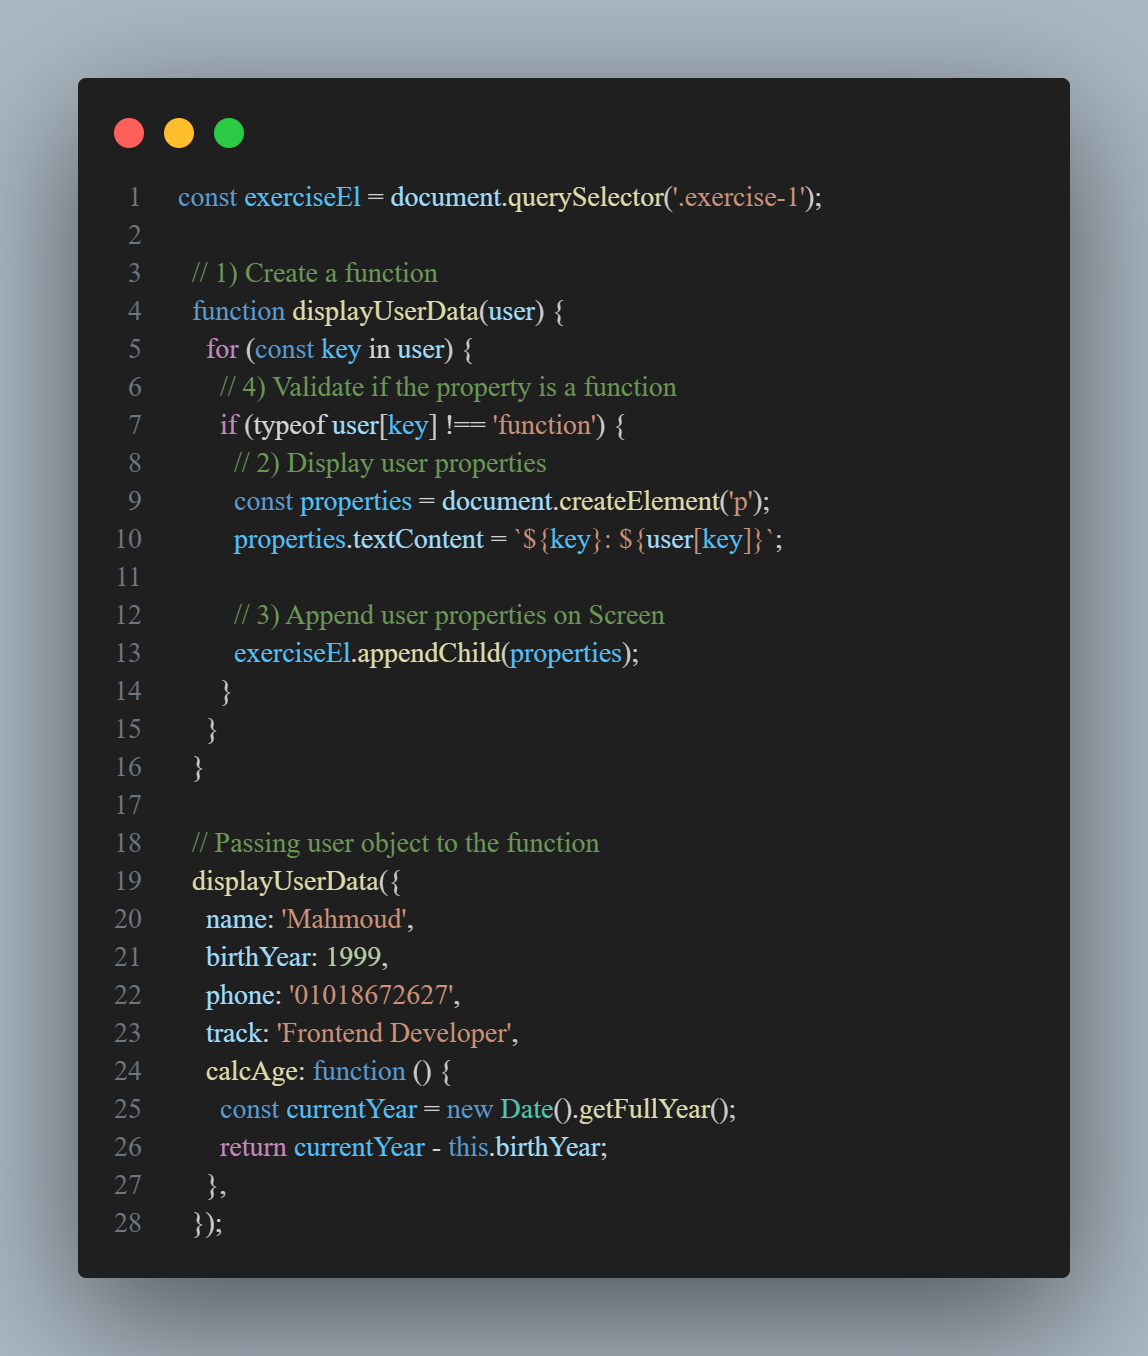 1 const exerciseEl = document.querySelector('.exercise-1');
2
3 // 1) Create a function
4 function displayUserData(user) {
5 for (const key in user) {
6 // 4) Validate if the property is a function
7 if (typeof user[key] !== 'function') {
8 // 2) Display user properties
9 const properties = document.createElement('p');
10 properties.textContent = `${key}: ${user[key]}`;
11
12 // 3) Append user properties on Screen
13 exerciseEl.appendChild(properties);
14 }
15 }
16 }
17
18 // Passing user object to the function
19 displayUserData({
20 name: 'Mahmoud',
21 birthYear: 1999,
22 phone: '01018672627',
23 track: 'Frontend Developer',
24 calcAge: function () {
25 const currentYear = new Date().getFullYear();
26 return currentYear - this.birthYear;
27 },
28 });